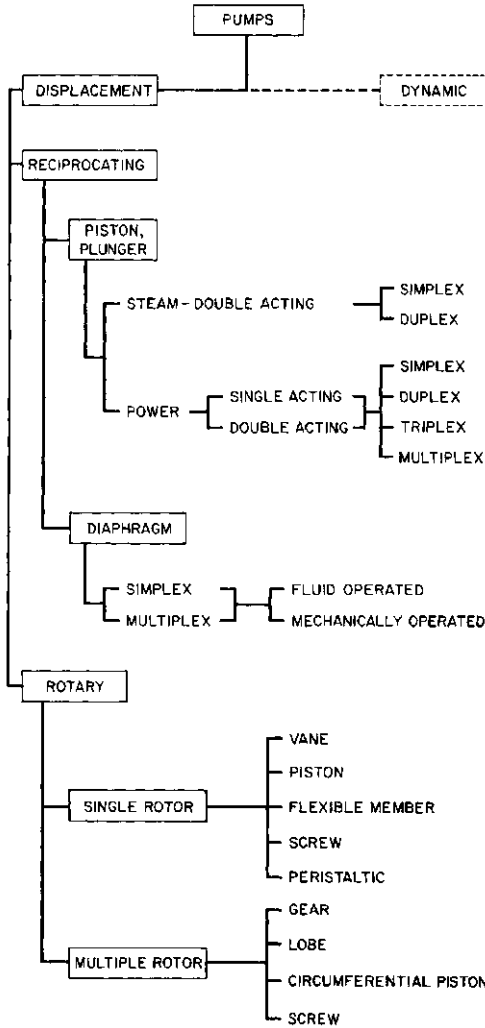 PUMPS
DISPLACEMENT
DYNAMIC
RECIPROCATING
PISTON,
PLUNGER
STEAM-DOUBLE ACTING
SIMPLEX
DUPLEX
POWER
SINGLE ACTING
DOUBLE ACTING
SIMPLEX
DUPLEX
TRIPLEX
MULTIPLEX
DIAPHRAGM
SIMPLEX
MULTIPLEX
FLUID OPERATED
MECHANICALLY OPERATED
ROTARY
SINGLE ROTOR
VANE
PISTON
FLEXIBLE MEMBER
SCREW
PERISTALTIC
MULTIPLE ROTOR
GEAR
LOBE
CIRCUMFERENTIAL PISTON
SCREW